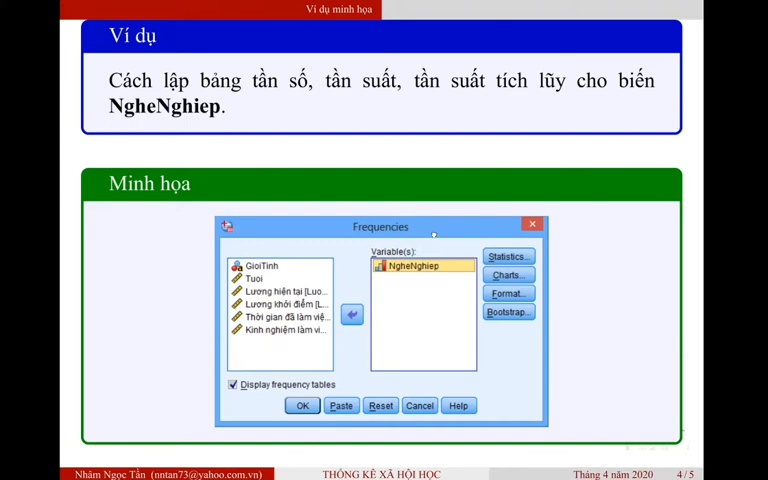 Ví dụ minh họa
Ví dụ
Cách lập bảng tần số, tần suất, tần suất tích lũy cho biến
NgheNghiep.
Minh họa
Frequencies
Variable(s):
GioiTinh
Tuoi
Lương hiện tại [Luo...
Lương khởi điểm [L...
Thời gian đã làm việ...
Kinh nghiệm làm vi...
NgheNghiep
Statistics...
Charts...
Format...
Bootstrap...
Display frequency tables
OK Paste Reset Cancel Help
Nhâm Ngọc Tần (nntan73@yahoo.com.vn) THỐNG KÊ XÃ HỘI HỌC Tháng 4 năm 2020 4/5